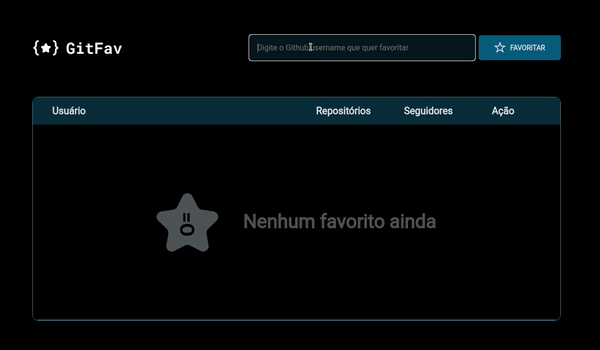 {★} GitFav
Digite o Github username que quer favoritar
FAVORITAR
Usuário Repositórios Seguidores Ação
Nenhum favorito ainda